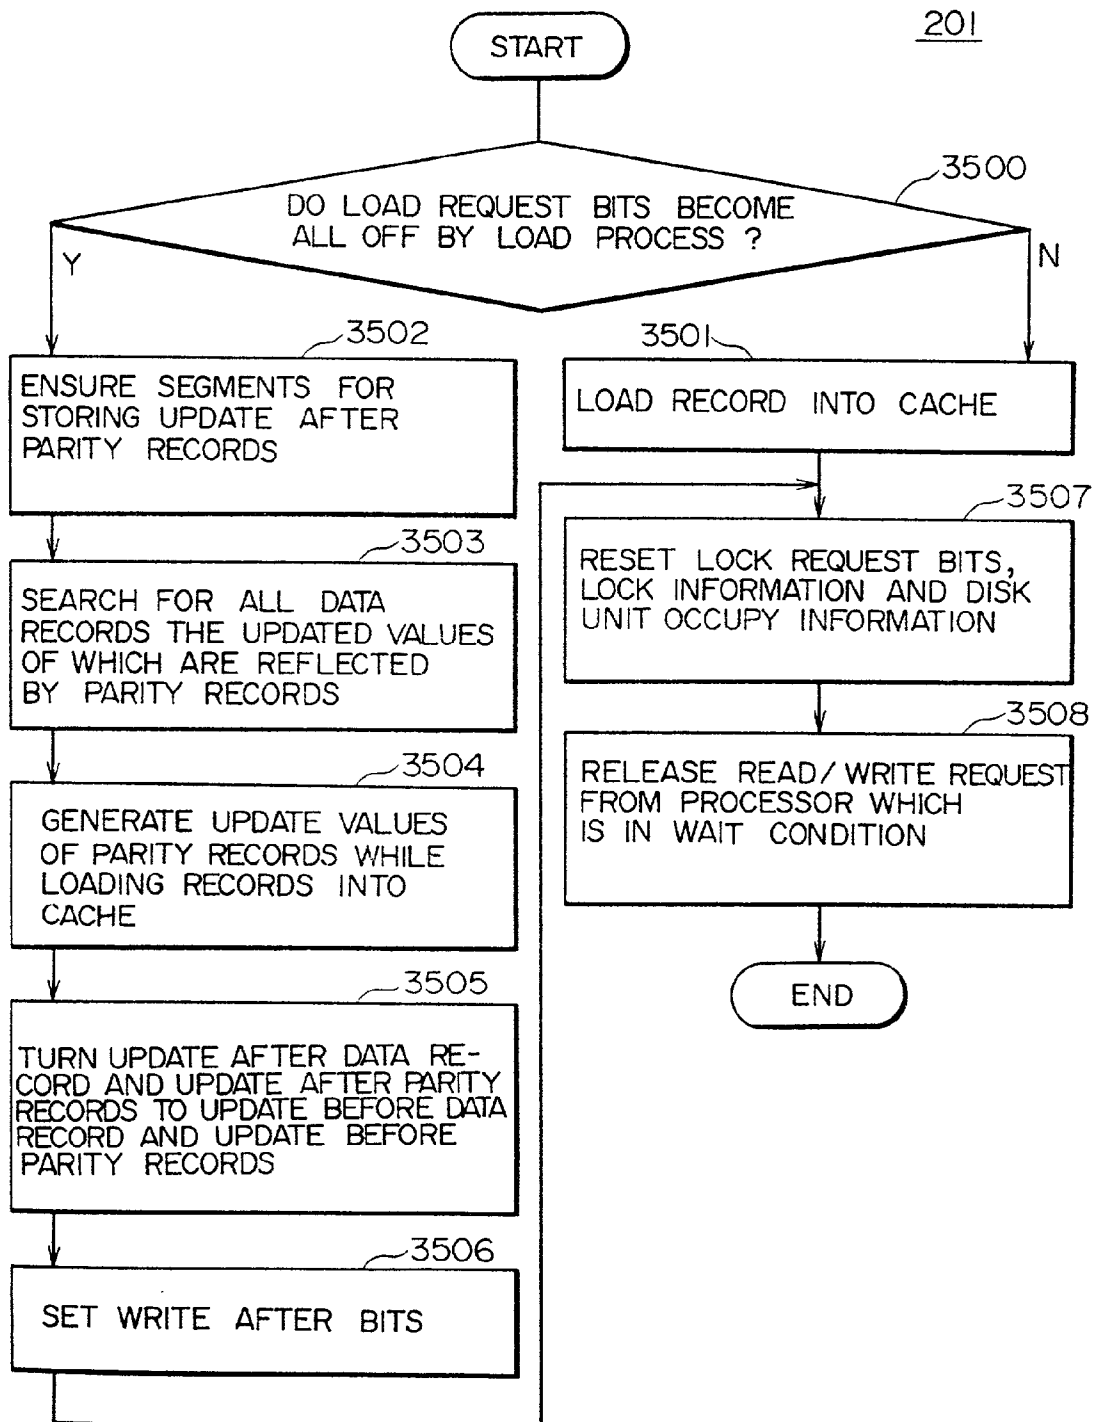 201
START
3500
DO LOAD REQUEST BITS BECOME
ALL OFF BY LOAD PROCESS ?
Y
N
3502
ENSURE SEGMENTS FOR
STORING UPDATE AFTER
PARITY RECORDS
3503
SEARCH FOR ALL DATA
RECORDS THE UPDATED VALUES
OF WHICH ARE REFLECTED
BY PARITY RECORDS
3504
GENERATE UPDATE VALUES
OF PARITY RECORDS WHILE
LOADING RECORDS INTO
CACHE
3505
TURN UPDATE AFTER DATA RE-
CORD AND UPDATE AFTER PARITY
RECORDS TO UPDATE BEFORE DATA
RECORD AND UPDATE BEFORE
PARITY RECORDS
3506
SET WRITE AFTER BITS
3501
LOAD RECORD INTO CACHE
3507
RESET LOCK REQUEST BITS,
LOCK INFORMATION AND DISK
UNIT OCCUPY INFORMATION
3508
RELEASE READ/WRITE REQUEST
FROM PROCESSOR WHICH
IS IN WAIT CONDITION
END